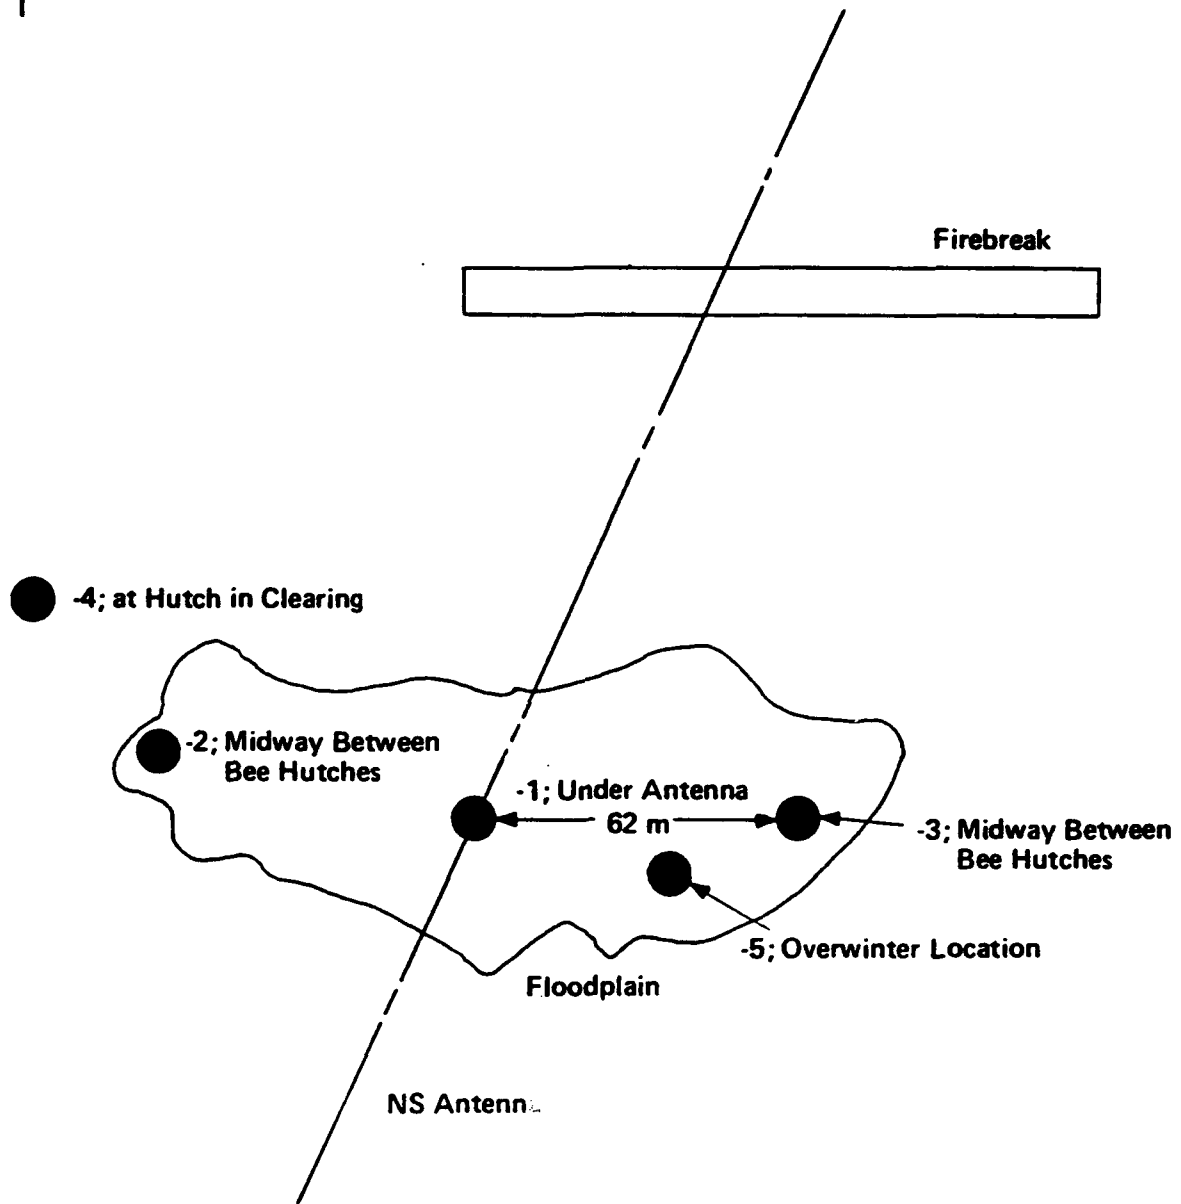 Firebreak
-4; at Hutch in Clearing
-2; Midway Between
Bee Hutches
-1; Under Antenna
62 m
-3; Midway Between
Bee Hutches
-5; Overwinter Location
Floodplain
NS Antenn